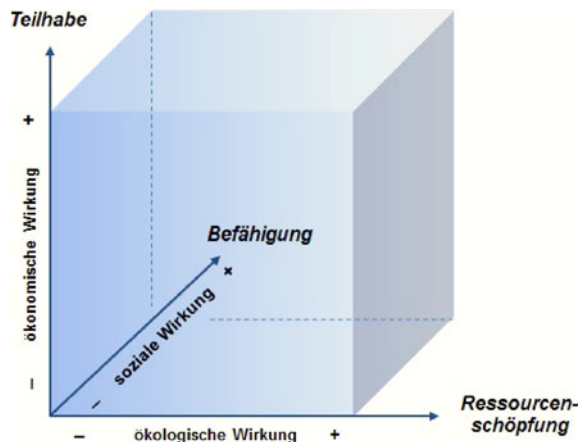 Teilhabe
+
ökonomische Wirkung
–
Befähigung
+
soziale Wirkung
–
Ressourcen-
schöpfung
–
ökologische Wirkung
+